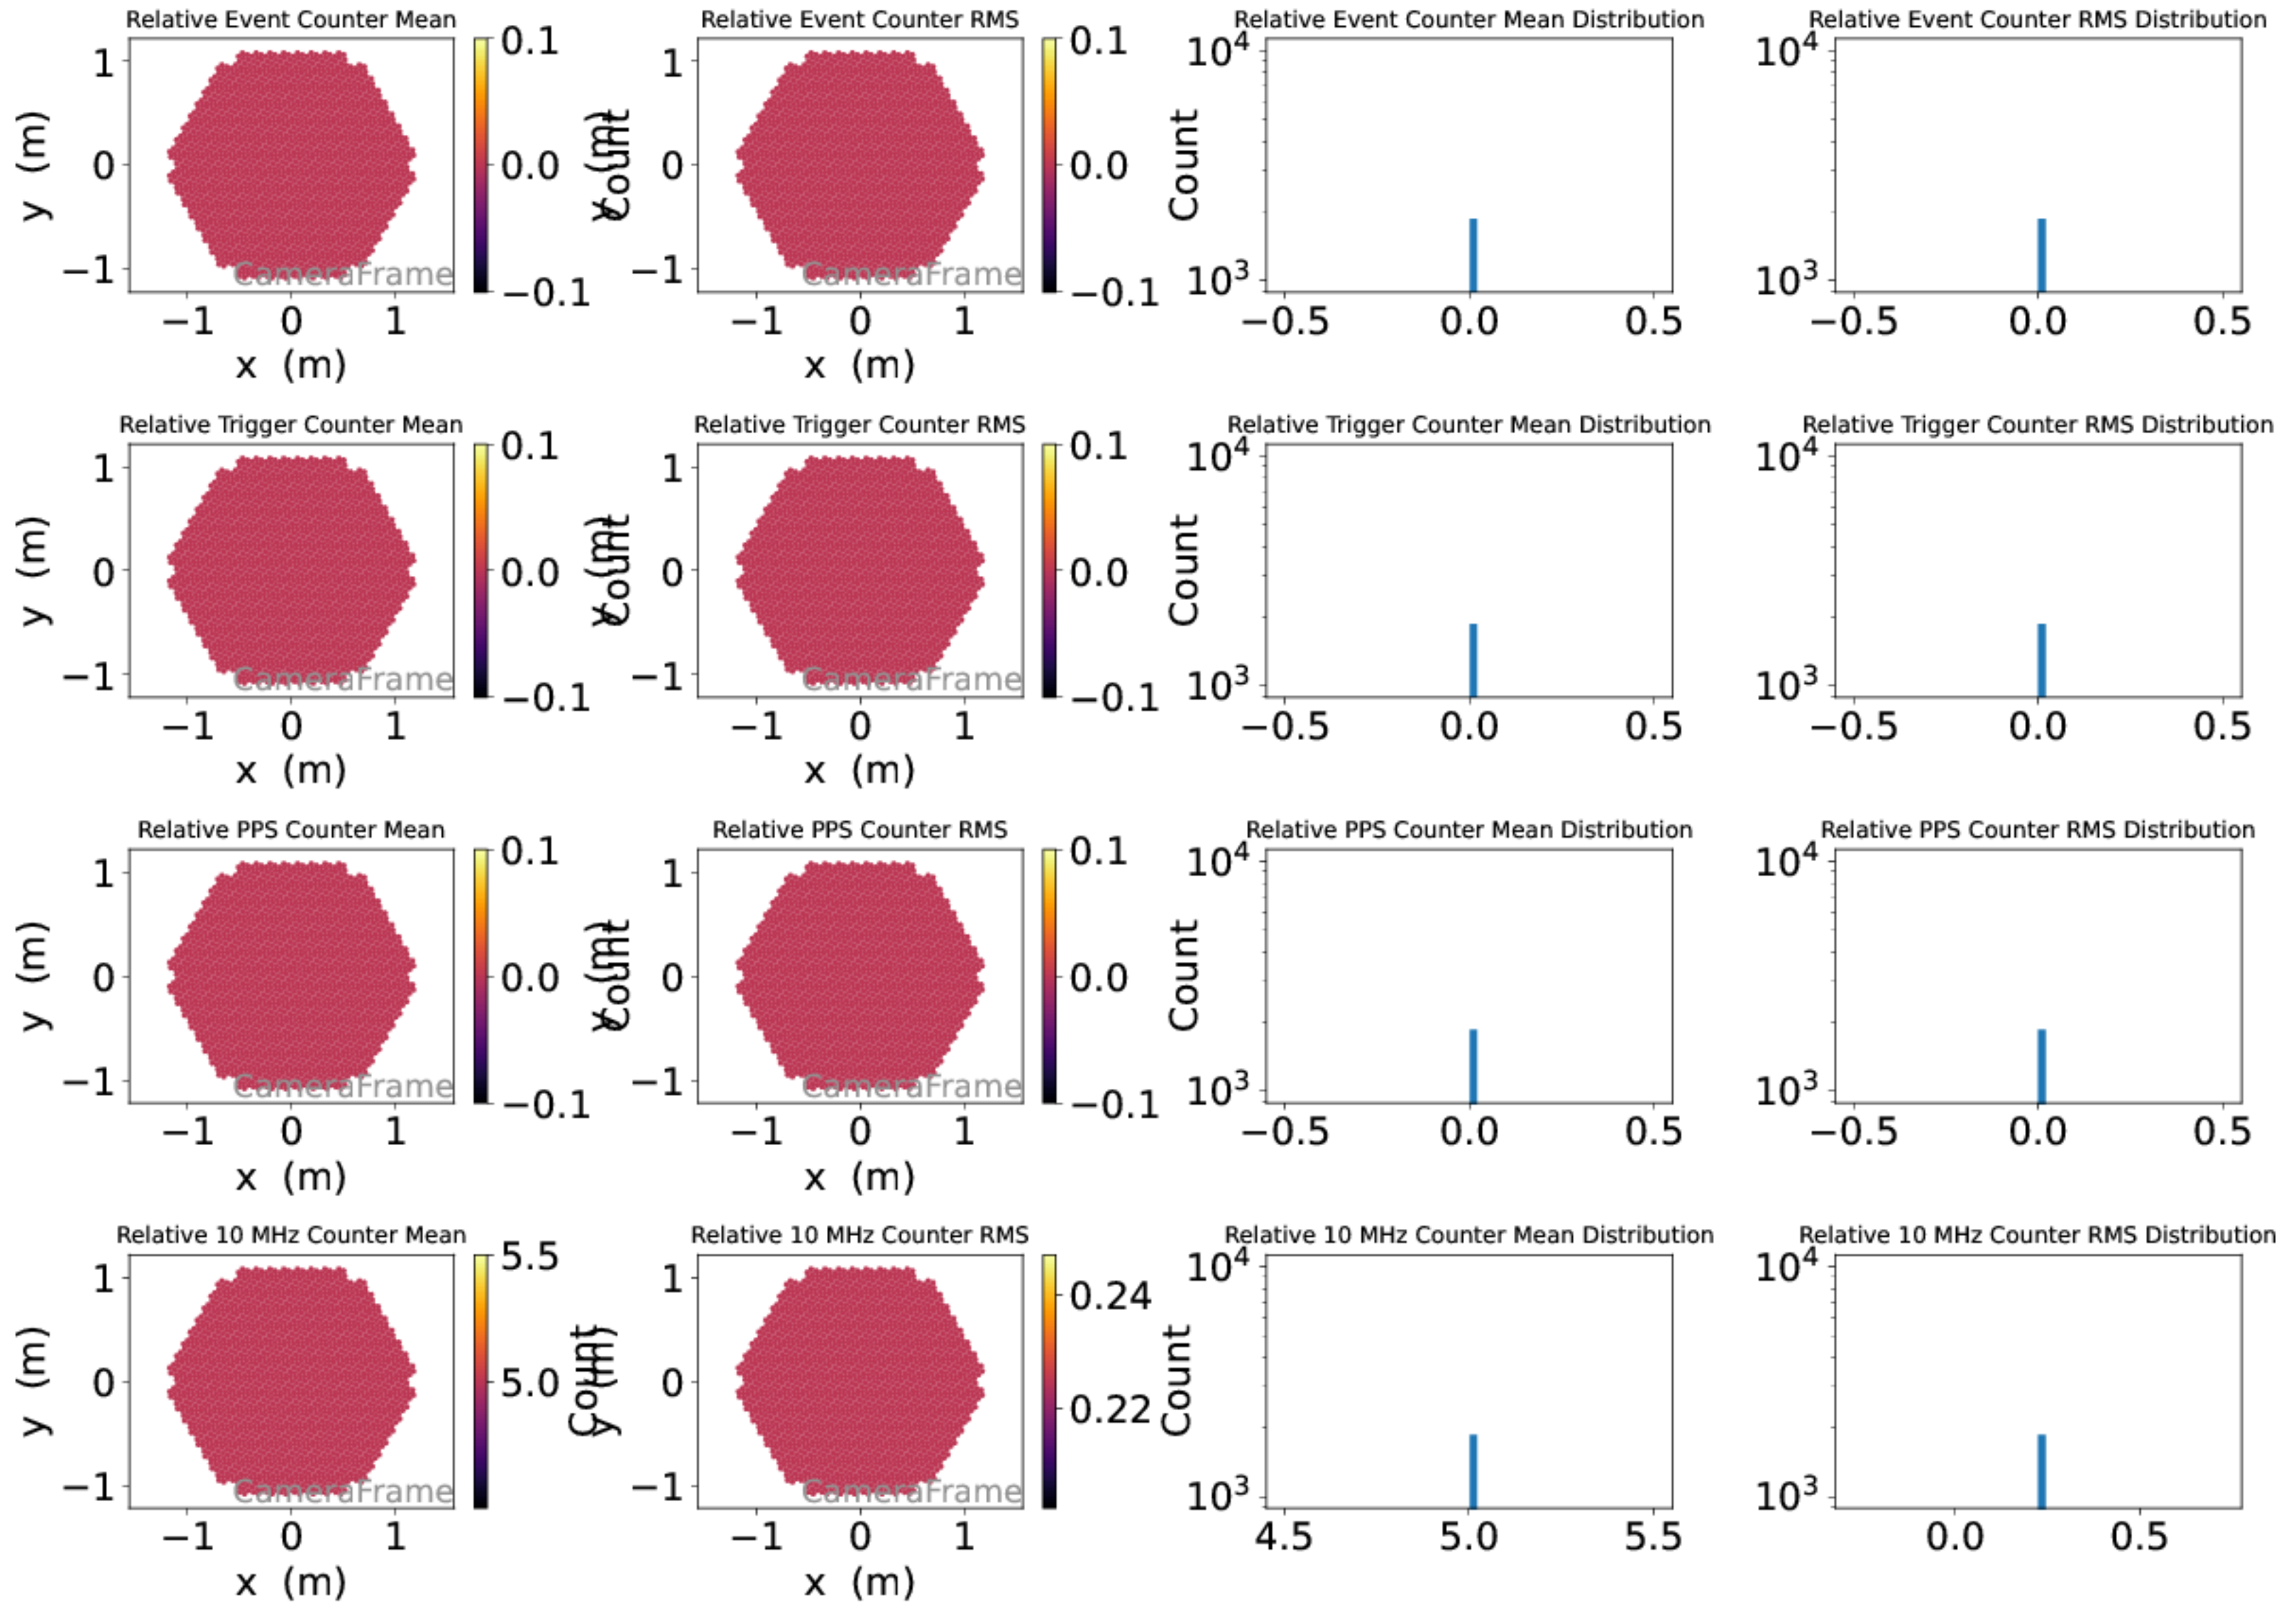 Relative Event Counter Mean
Relative Event Counter RMS
Relative Event Counter Mean Distribution
Relative Event Counter RMS Distribution
y (m)
1
0
−1
−1 0 1
x (m)
CameraFrame
0.1
0.0
−0.1
Count
y (m)
1
0
−1
−1 0 1
x (m)
CameraFrame
0.1
0.0
−0.1
Count
10⁴
10³
−0.5 0.0 0.5
10⁴
10³
−0.5 0.0 0.5
Relative Trigger Counter Mean
Relative Trigger Counter RMS
Relative Trigger Counter Mean Distribution
Relative Trigger Counter RMS Distribution
y (m)
1
0
−1
−1 0 1
x (m)
CameraFrame
0.1
0.0
−0.1
Count
y (m)
1
0
−1
−1 0 1
x (m)
CameraFrame
0.1
0.0
−0.1
Count
10⁴
10³
−0.5 0.0 0.5
10⁴
10³
−0.5 0.0 0.5
Relative PPS Counter Mean
Relative PPS Counter RMS
Relative PPS Counter Mean Distribution
Relative PPS Counter RMS Distribution
y (m)
1
0
−1
−1 0 1
x (m)
CameraFrame
0.1
0.0
−0.1
Count
y (m)
1
0
−1
−1 0 1
x (m)
CameraFrame
0.1
0.0
−0.1
Count
10⁴
10³
−0.5 0.0 0.5
10⁴
10³
−0.5 0.0 0.5
Relative 10 MHz Counter Mean
Relative 10 MHz Counter RMS
Relative 10 MHz Counter Mean Distribution
Relative 10 MHz Counter RMS Distribution
y (m)
1
0
−1
−1 0 1
x (m)
CameraFrame
5.5
5.0
Count
y (m)
1
0
−1
−1 0 1
x (m)
CameraFrame
0.24
0.22
Count
10⁴
10³
4.5 5.0 5.5
10⁴
10³
0.0 0.5